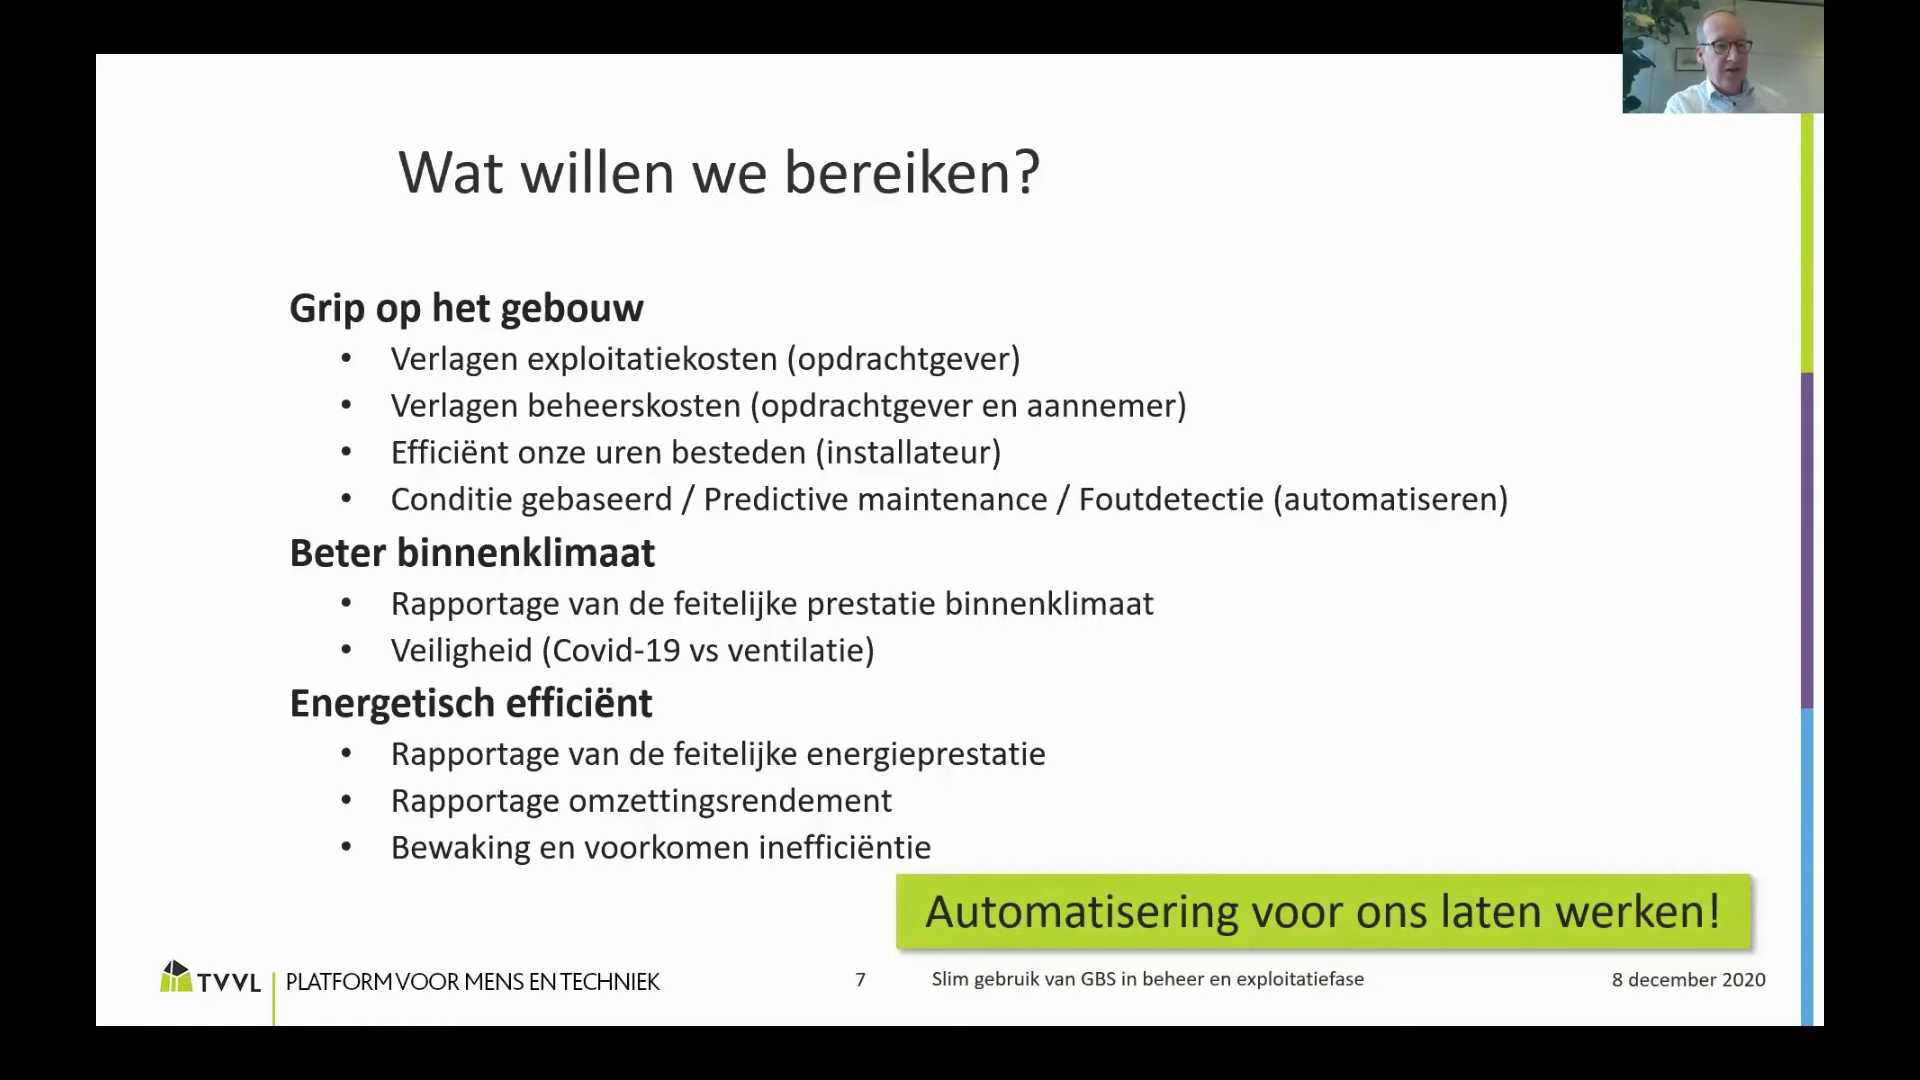 Wat willen we bereiken?
Grip op het gebouw
• Verlagen exploitatiekosten (opdrachtgever)
• Verlagen beheerskosten (opdrachtgever en aannemer)
• Efficiënt onze uren besteden (installateur)
• Conditie gebaseerd / Predictive maintenance / Foutdetectie (automatiseren)
Beter binnenklimaat
• Rapportage van de feitelijke prestatie binnenklimaat
• Veiligheid (Covid-19 vs ventilatie)
Energetisch efficiënt
• Rapportage van de feitelijke energieprestatie
• Rapportage omzettingsrendement
• Bewaking en voorkomen inefficiëntie
Automatisering voor ons laten werken!
TVVL PLATFORM VOOR MENS EN TECHNIEK 7 Slim gebruik van GBS in beheer en exploitatiefase 8 december 2020